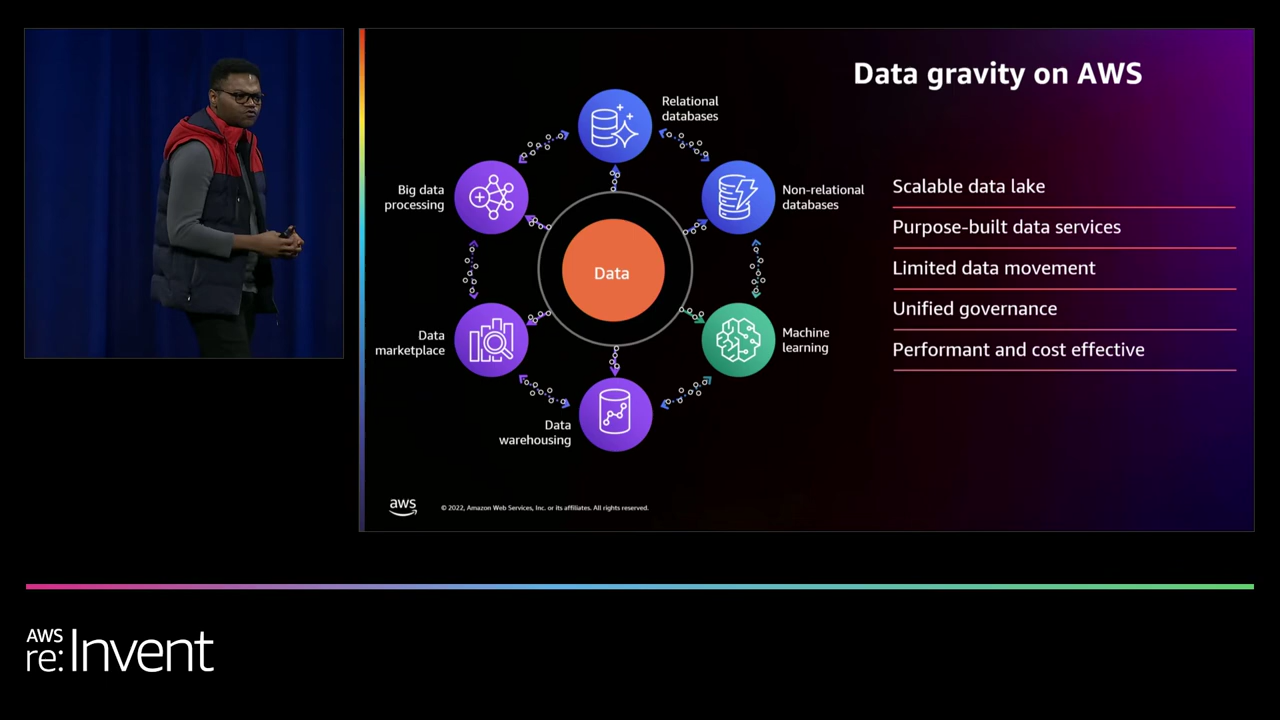 Data gravity on AWS
Relational
databases
Big data
processing
Non-relational
databases
Data
Data
marketplace
Machine
learning
Data
warehousing
Scalable data lake
Purpose-built data services
Limited data movement
Unified governance
Performant and cost effective
aws
© 2022, Amazon Web Services, Inc. or its affiliates. All rights reserved.
AWS
re:Invent